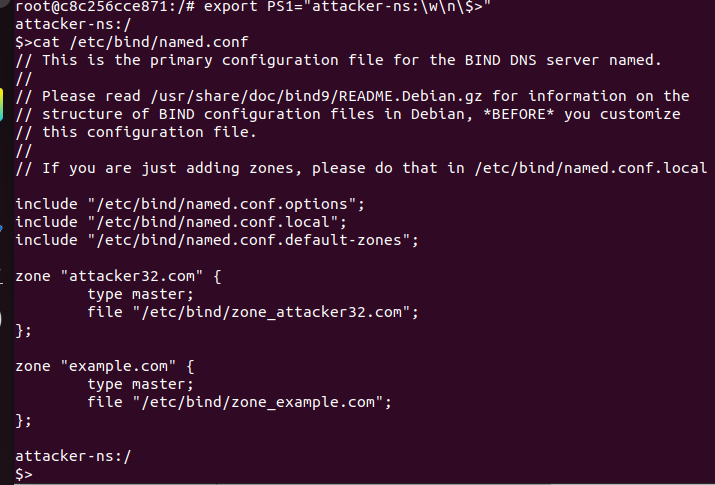 root@c8c256cce871:/# export PS1="attacker-ns:\w\n\$>"
attacker-ns:/
$>cat /etc/bind/named.conf
// This is the primary configuration file for the BIND DNS server named.
//
// Please read /usr/share/doc/bind9/README.Debian.gz for information on the
// structure of BIND configuration files in Debian, *BEFORE* you customize
// this configuration file.
//
// If you are just adding zones, please do that in /etc/bind/named.conf.local
include "/etc/bind/named.conf.options";
include "/etc/bind/named.conf.local";
include "/etc/bind/named.conf.default-zones";
zone "attacker32.com" {
        type master;
        file "/etc/bind/zone_attacker32.com";
};
zone "example.com" {
        type master;
        file "/etc/bind/zone_example.com";
};
attacker-ns:/
$>